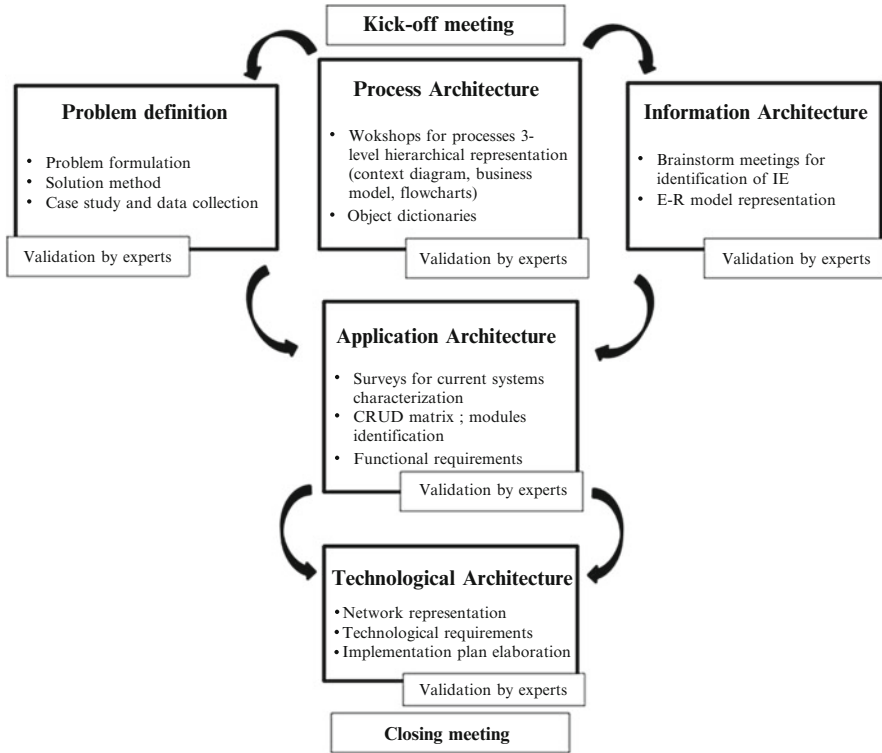 Kick-off meeting
Problem definition
• Problem formulation
• Solution method
• Case study and data collection
Validation by experts
Process Architecture
• Wokshops for processes 3-
level hierarchical representation
(context diagram, business
model, flowcharts)
• Object dictionaries
Validation by experts
Information Architecture
• Brainstorm meetings for
identification of IE
• E-R model representation
Validation by experts
Application Architecture
• Surveys for current systems
characterization
• CRUD matrix ; modules
identification
• Functional requirements
Validation by experts
Technological Architecture
• Network representation
• Technological requirements
• Implementation plan elaboration
Validation by experts
Closing meeting